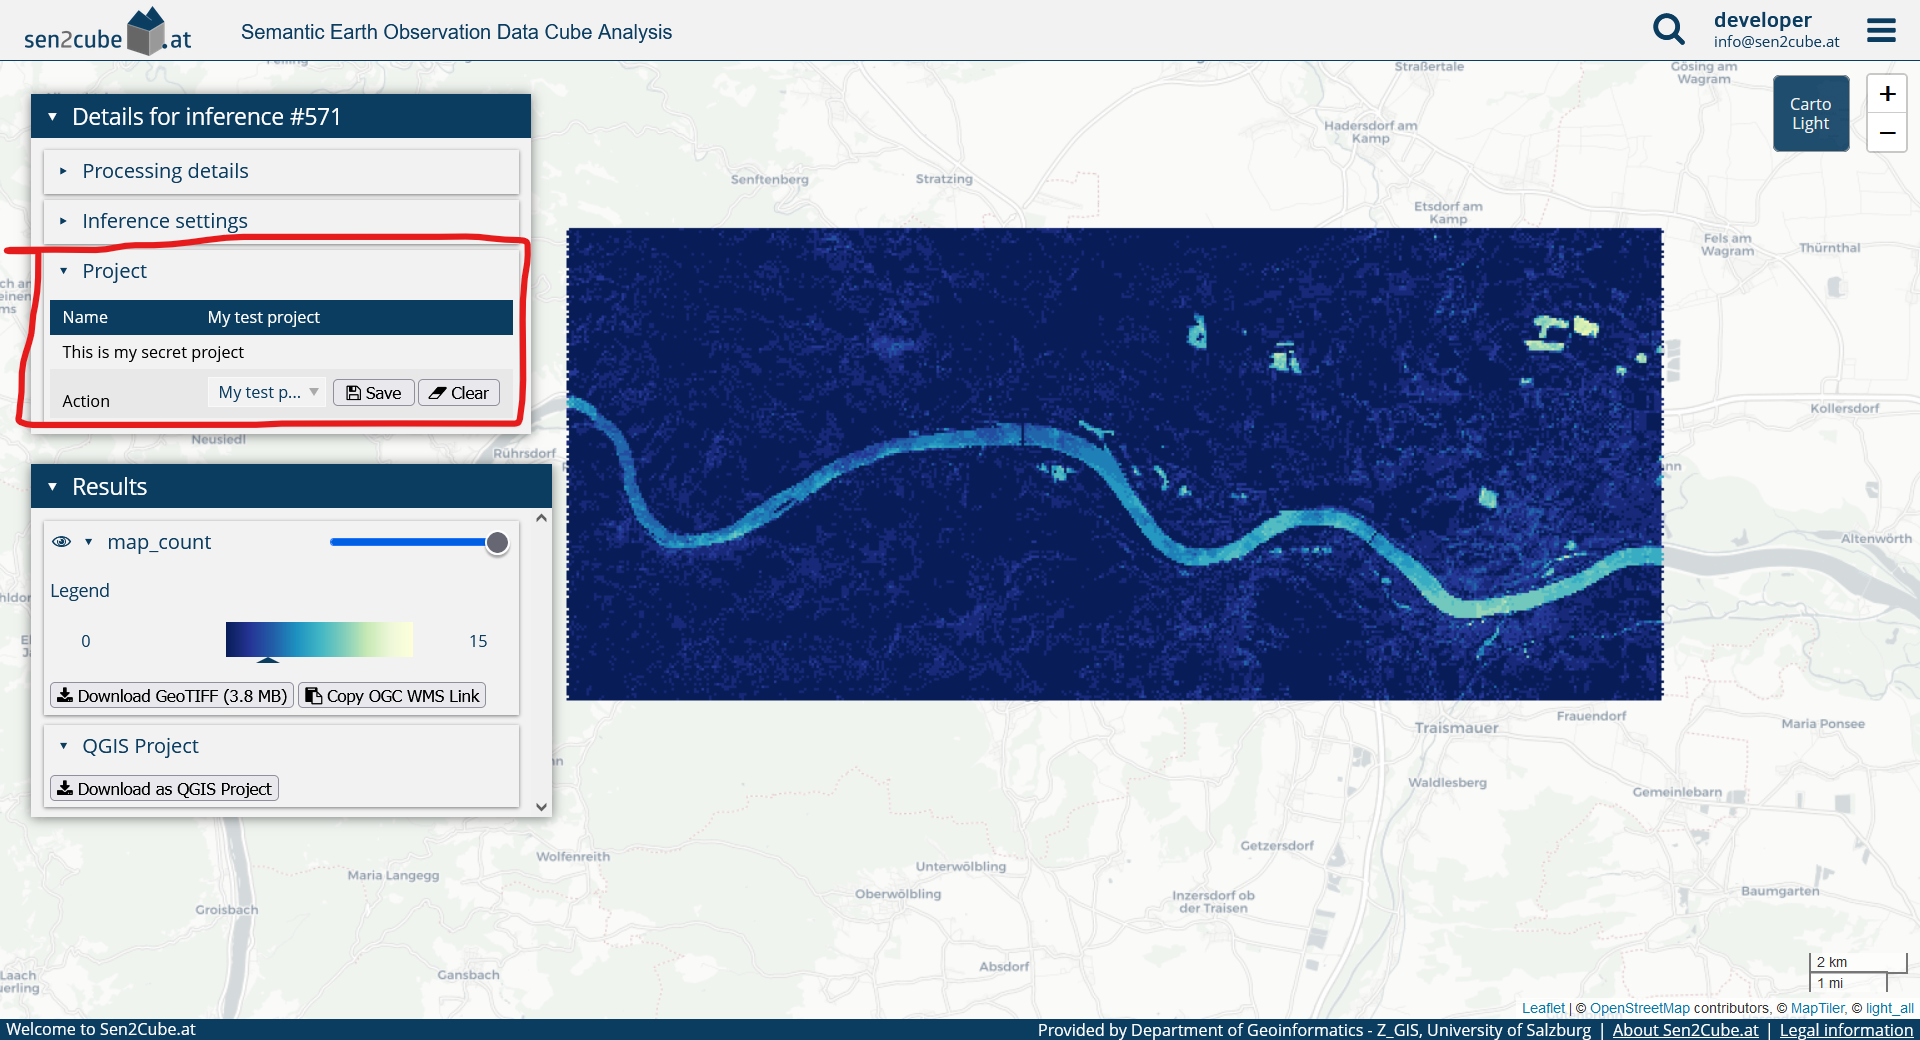 sen2cube.at
Semantic Earth Observation Data Cube Analysis
developer
info@sen2cube.at
Details for inference #571
Processing details
Inference settings
Project
Name My test project
This is my secret project
Action My test p... Save Clear
Results
map_count
Legend
0 15
Download GeoTIFF (3.8 MB) Copy OGC WMS Link
QGIS Project
Download as QGIS Project
Carto
Light
+
−
Straßertale
Gösing am
Wagram
Hadersdorf am
Kamp
Senftenberg
Stratzing
Etsdorf am
Kamp
Fels am
Wagram
Thürnthal
Kollersdorf
Neusiedl
Rührsdorf
Altenwörth
Traismauer
Frauendorf
Maria Ponsee
Waldlesberg
Gemeinlebarn
Getzersdorf
Wolfenreith
Maria Langegg
Unterwölbling
Oberwölbling
Inzersdorf ob
der Traisen
Baumgarten
Groisbach
Gansbach
Absdorf
Laach
2 km
1 mi
Leaflet | © OpenStreetMap contributors, © MapTiler, © light_all
Welcome to Sen2Cube.at
Provided by Department of Geoinformatics - Z_GIS, University of Salzburg | About Sen2Cube.at | Legal information